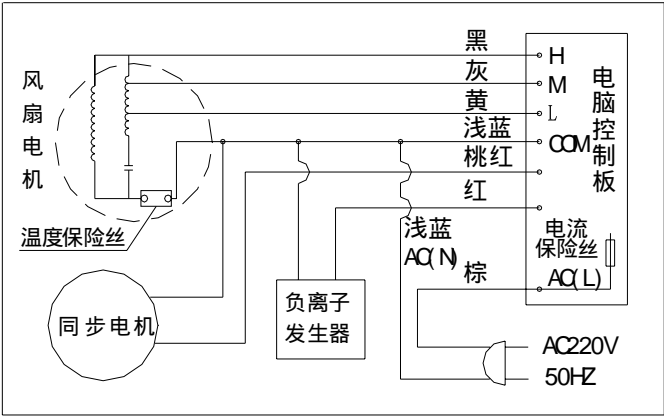 黑
H
灰
M
黄
L
浅蓝
COM
桃红
红
电脑控制板
风扇电机
温度保险丝
浅蓝
AC(N)
棕
电流
保险丝
AC(L)
同步电机
负离子
发生器
AC220V
50HZ